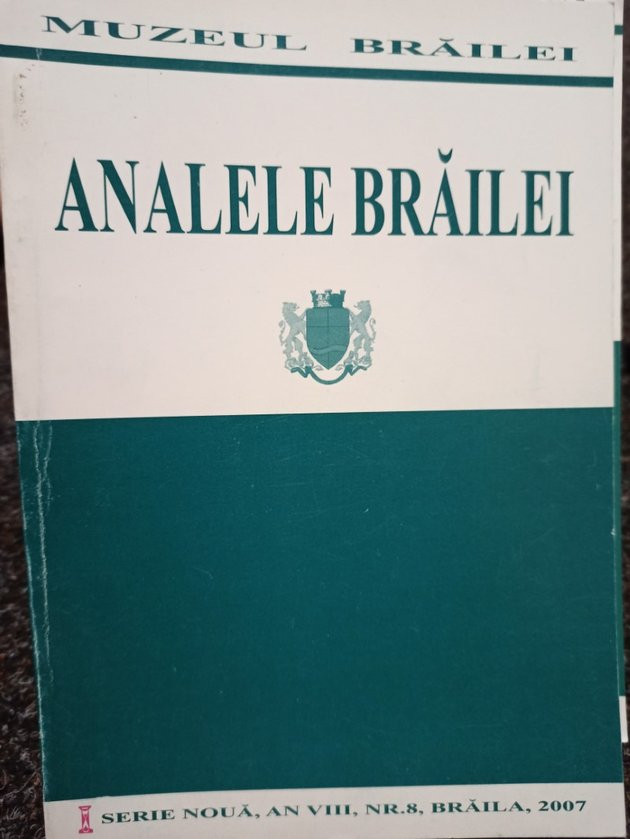 MUZEUL BRĂILEI
ANALELE BRĂILEI
SERIE NOUĂ, AN VIII, NR.8, BRĂILA, 2007